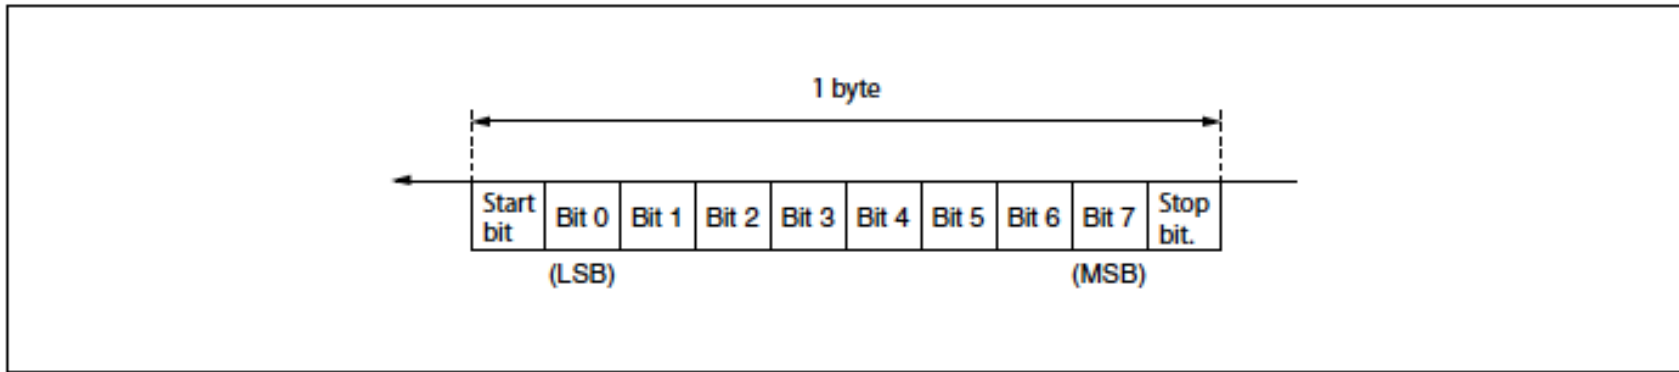 1 byte
Start bit Bit 0 Bit 1 Bit 2 Bit 3 Bit 4 Bit 5 Bit 6 Bit 7 Stop bit.
(LSB) (MSB)